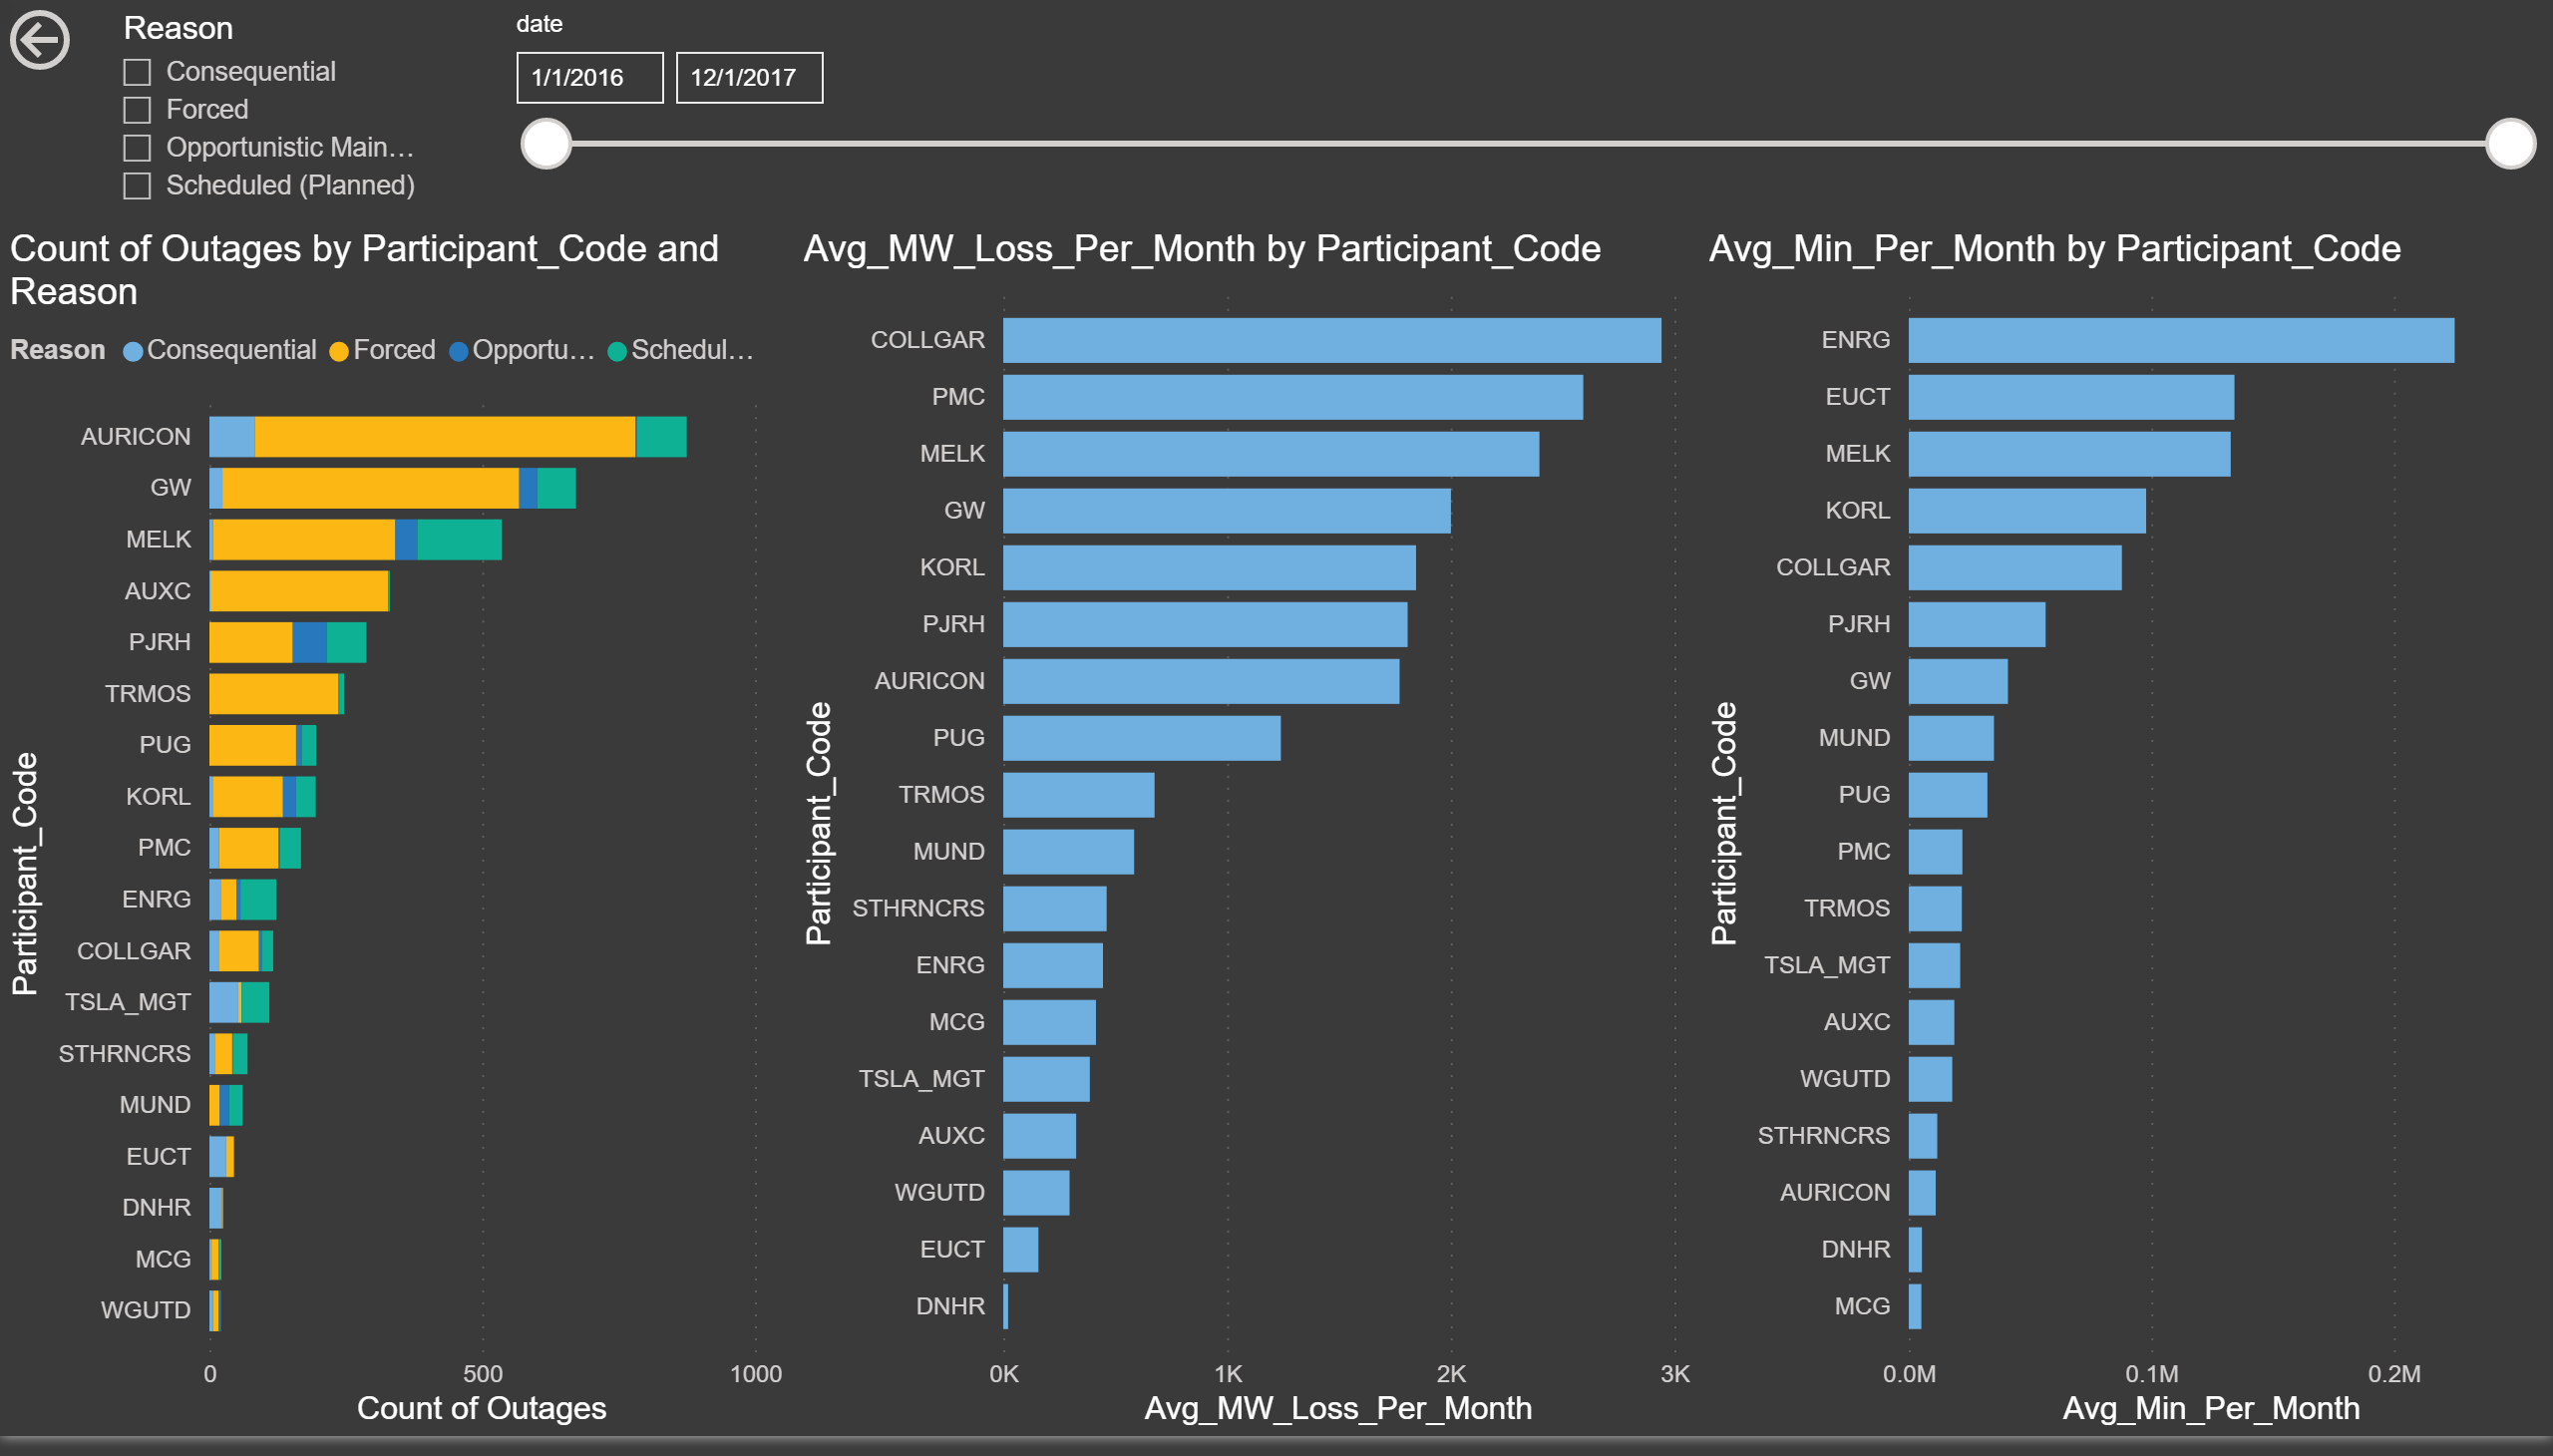 Reason
Consequential
Forced
Opportunistic Main…
Scheduled (Planned)
date
1/1/2016 12/1/2017
Count of Outages by Participant_Code and
Reason
Reason Consequential Forced Opportu… Schedul…
Participant_Code
AURICON
GW
MELK
AUXC
PJRH
TRMOS
PUG
KORL
PMC
ENRG
COLLGAR
TSLA_MGT
STHRNCRS
MUND
EUCT
DNHR
MCG
WGUTD
0 500 1000
Count of Outages
Avg_MW_Loss_Per_Month by Participant_Code
Participant_Code
COLLGAR
PMC
MELK
GW
KORL
PJRH
AURICON
PUG
TRMOS
MUND
STHRNCRS
ENRG
MCG
TSLA_MGT
AUXC
WGUTD
EUCT
DNHR
0K 1K 2K 3K
Avg_MW_Loss_Per_Month
Avg_Min_Per_Month by Participant_Code
Participant_Code
ENRG
EUCT
MELK
KORL
COLLGAR
PJRH
GW
MUND
PUG
PMC
TRMOS
TSLA_MGT
AUXC
WGUTD
STHRNCRS
AURICON
DNHR
MCG
0.0M 0.1M 0.2M
Avg_Min_Per_Month